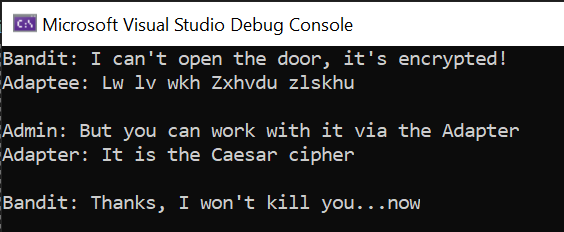 Microsoft Visual Studio Debug Console
Bandit: I can't open the door, it's encrypted!
Adaptee: Lw lv wkh Zxhvdu zlskhu
Admin: But you can work with it via the Adapter
Adapter: It is the Caesar cipher
Bandit: Thanks, I won't kill you...now